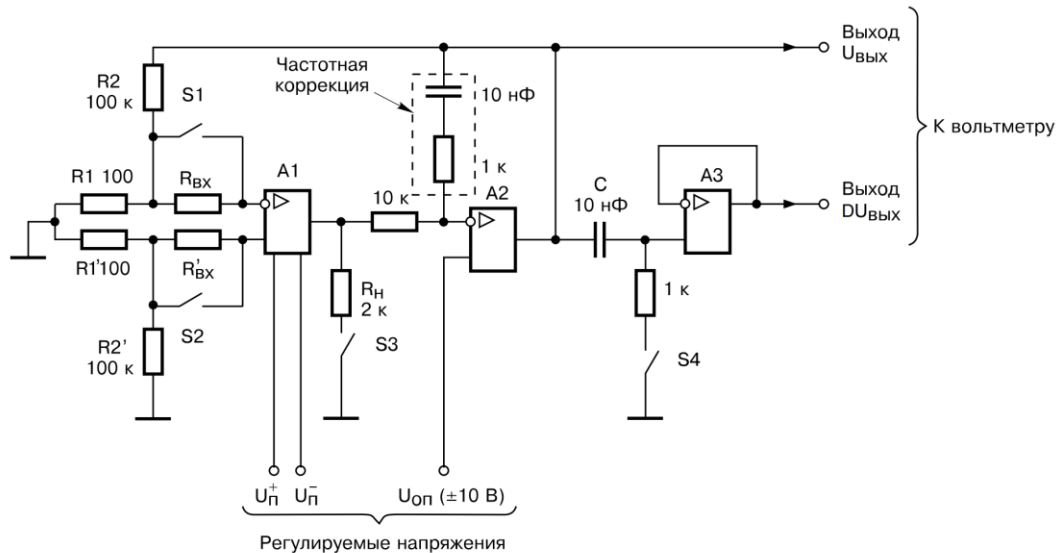 Выход
Uвых
Частотная
коррекция
R2
100 к
S1
10 нФ
К вольтметру
R1 100
Rвх
A1
1 к
A2
A3
C
10 нФ
10 к
Выход
DUвых
R1'100
R'вх
Rн
2 к
1 к
S2
R2'
100 к
S3
S4
Uп+
Uп−
Uоп (±10 В)
Регулируемые напряжения